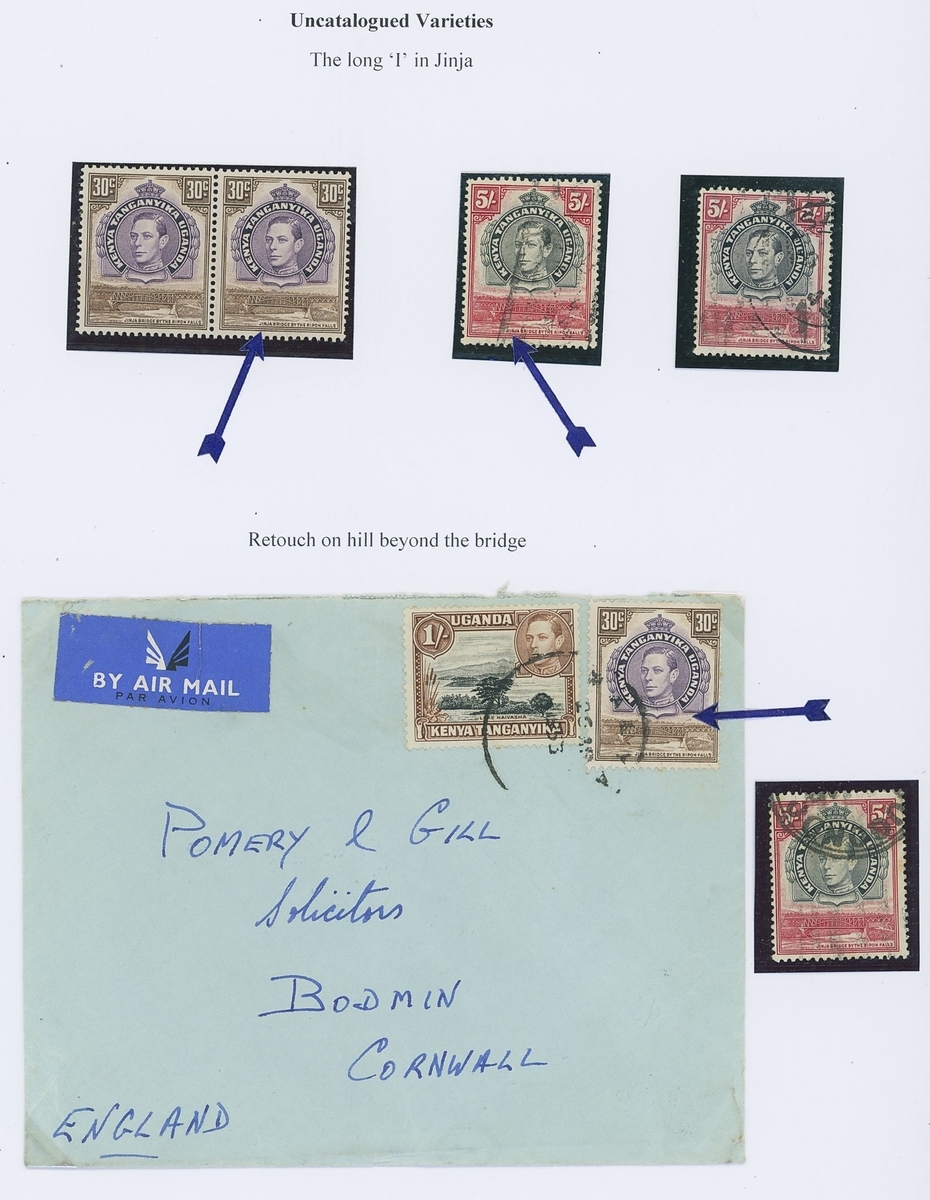 Uncatalogued Varieties
The long ‘I’ in Jinja
30c 30c 30c 30c
KENYA TANGANYIKA UGANDA
KENYA TANGANYIKA UGANDA
JINJA BRIDGE BY THE RIPON FALLS
JINJA BRIDGE BY THE RIPON FALLS
5/- 5/-
KENYA TANGANYIKA UGANDA
JINJA BRIDGE BY THE RIPON FALLS
5/-
KENYA TANGANYIKA UGANDA
JINJA BRIDGE BY THE RIPON FALLS
Retouch on hill beyond the bridge
BY AIR MAIL
PAR AVION
1/- UGANDA
NAIVASHA
KENYA TANGANYIKA
30c 30c
KENYA TANGANYIKA UGANDA
JINJA BRIDGE BY THE RIPON FALLS
5/- 5/-
KENYA TANGANYIKA UGANDA
JINJA BRIDGE BY THE RIPON FALLS
POMERY & GILL
Solicitors
BODMIN
CORNWALL
ENGLAND